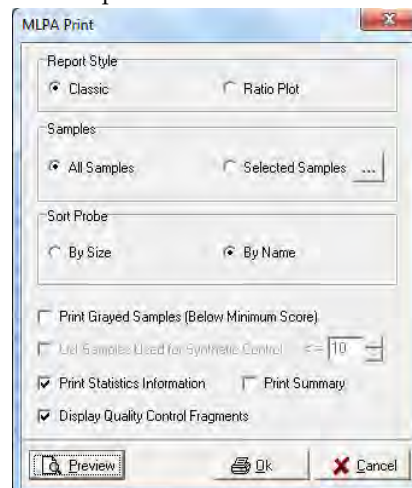 MLPA Print
Report Style
Classic Ratio Plot
Samples
All Samples Selected Samples ...
Sort Probe
By Size By Name
Print Grayed Samples (Below Minimum Score)
List Samples Used for Synthetic Control <= 10
Print Statistics Information Print Summary
Display Quality Control Fragments
Preview Ok Cancel